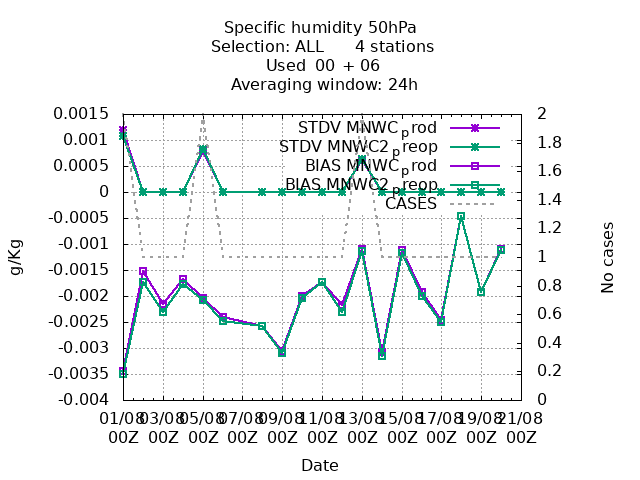 Specific humidity 50hPa
Selection: ALL 4 stations
Used 00 + 06
Averaging window: 24h
0.0015
0.001
0.0005
0
-0.0005
-0.001
-0.0015
-0.002
-0.0025
-0.003
-0.0035
-0.004
g/Kg
STDV MNWC_prod
STDV MNWC2_preop
BIAS MNWC_prod
BIAS MNWC2_preop
CASES
2
1.8
1.6
1.4
1.2
1
0.8
0.6
0.4
0.2
0
No cases
01/08 03/08 05/08 07/08 09/08 11/08 13/08 15/08 17/08 19/08 21/08
00Z 00Z 00Z 00Z 00Z 00Z 00Z 00Z 00Z 00Z 00Z
Date